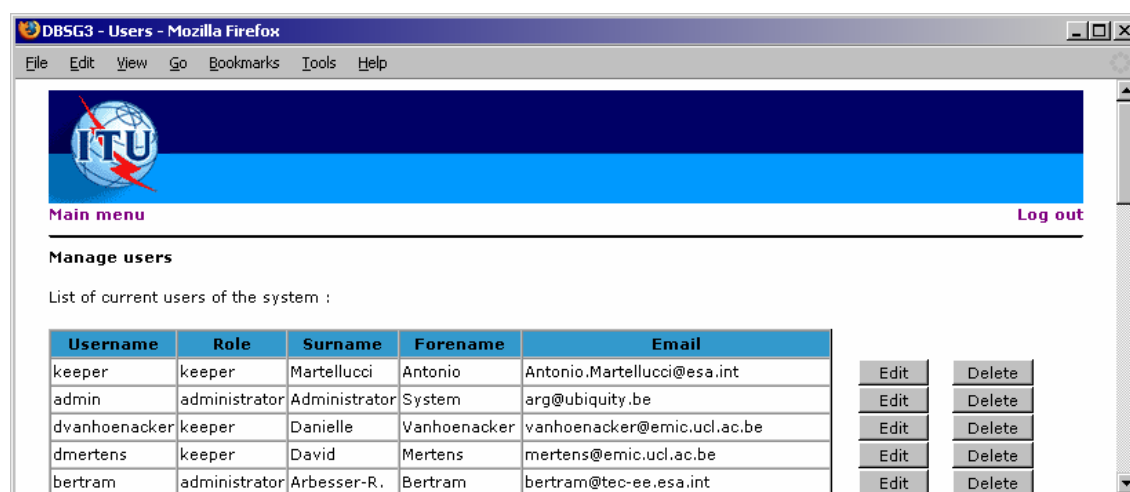 DBSG3 - Users - Mozilla Firefox
File Edit View Go Bookmarks Tools Help
ITU
Main menu Log out
Manage users
List of current users of the system :
Username Role Surname Forename Email
keeper keeper Martellucci Antonio Antonio.Martellucci@esa.int Edit Delete
admin administrator Administrator System arg@ubiquity.be Edit Delete
dvanhoenacker keeper Danielle Vanhoenacker vanhoenacker@emic.ucl.ac.be Edit Delete
dmertens keeper David Mertens mertens@emic.ucl.ac.be Edit Delete
bertram administrator Arbesser-R. Bertram bertram@tec-ee.esa.int Edit Delete